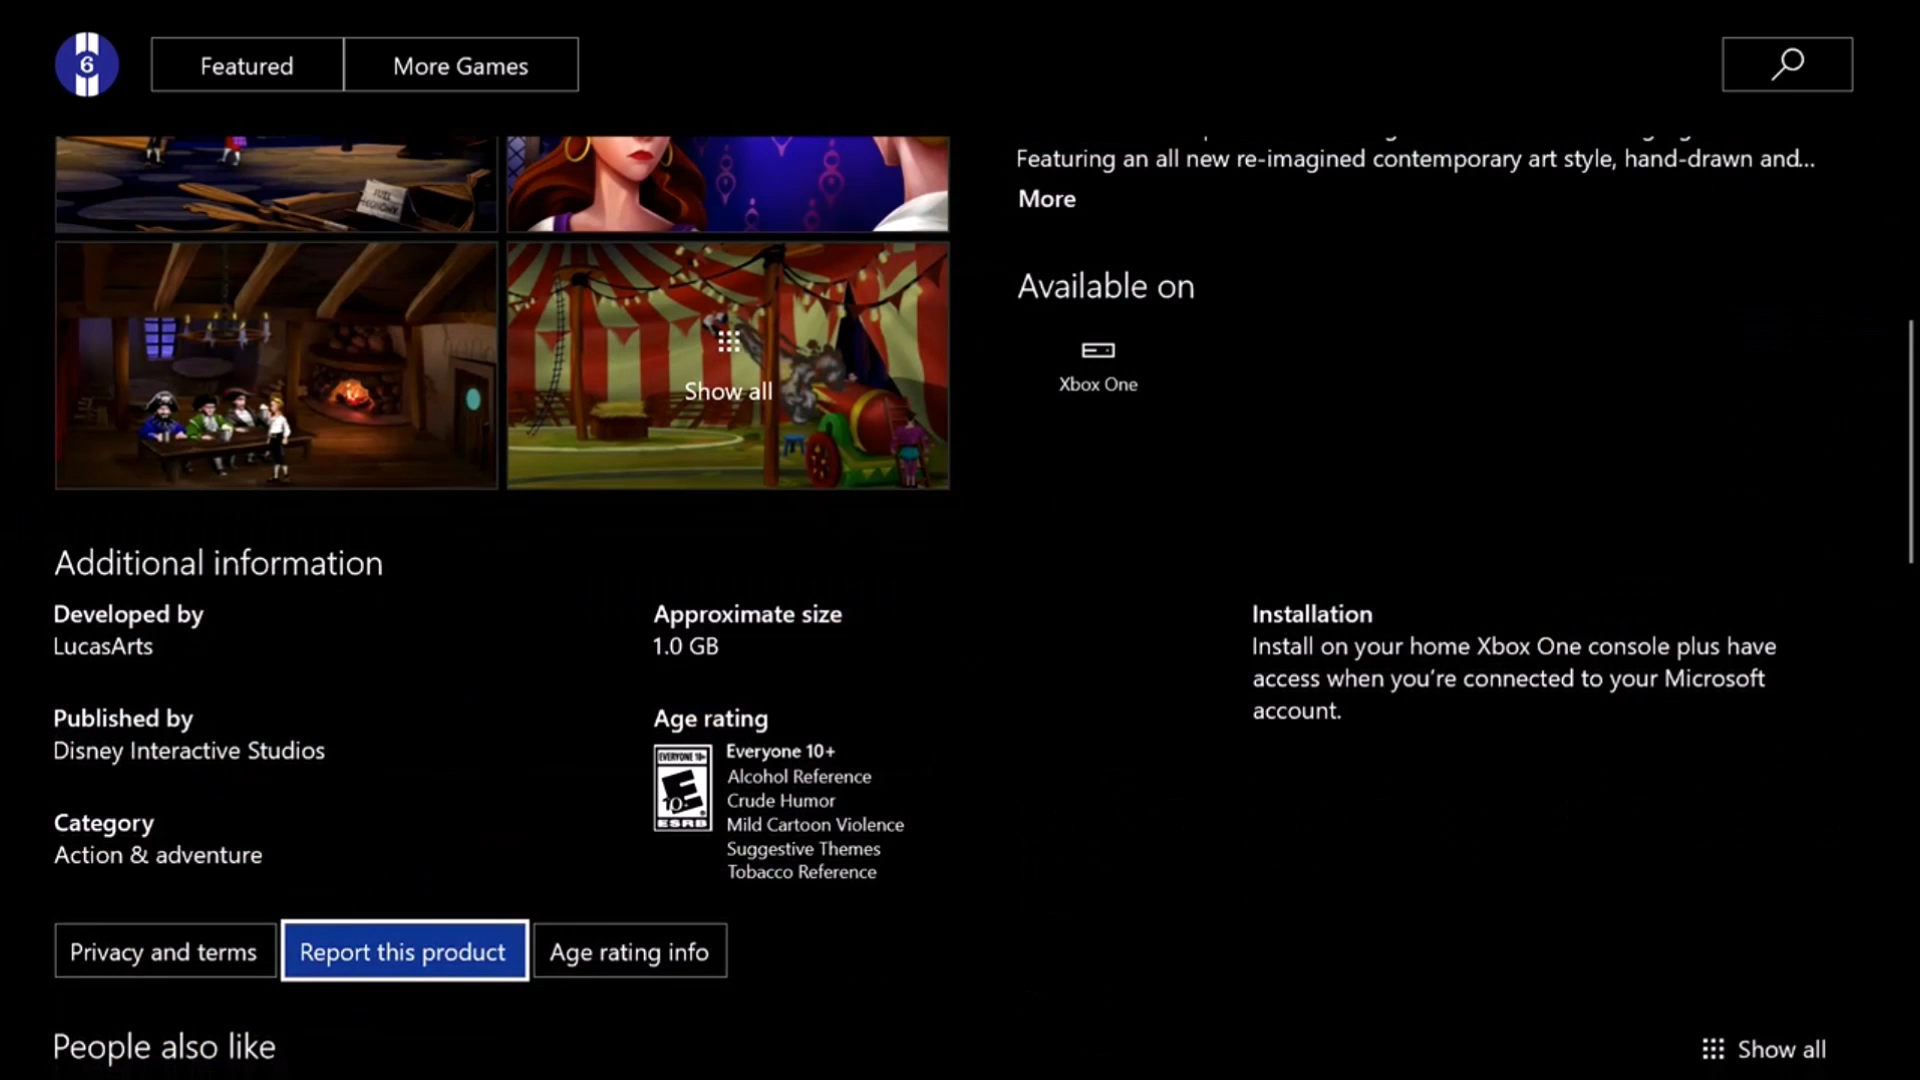 6
Featured
More Games
Featuring an all new re-imagined contemporary art style, hand-drawn and...
More
Show all
Available on
Xbox One
Additional information
Developed by
LucasArts
Published by
Disney Interactive Studios
Category
Action & adventure
Approximate size
1.0 GB
Age rating
EVERYONE 10+
E
10+
ESRB
Everyone 10+
Alcohol Reference
Crude Humor
Mild Cartoon Violence
Suggestive Themes
Tobacco Reference
Installation
Install on your home Xbox One console plus have
access when you're connected to your Microsoft
account.
Privacy and terms
Report this product
Age rating info
People also like
Show all